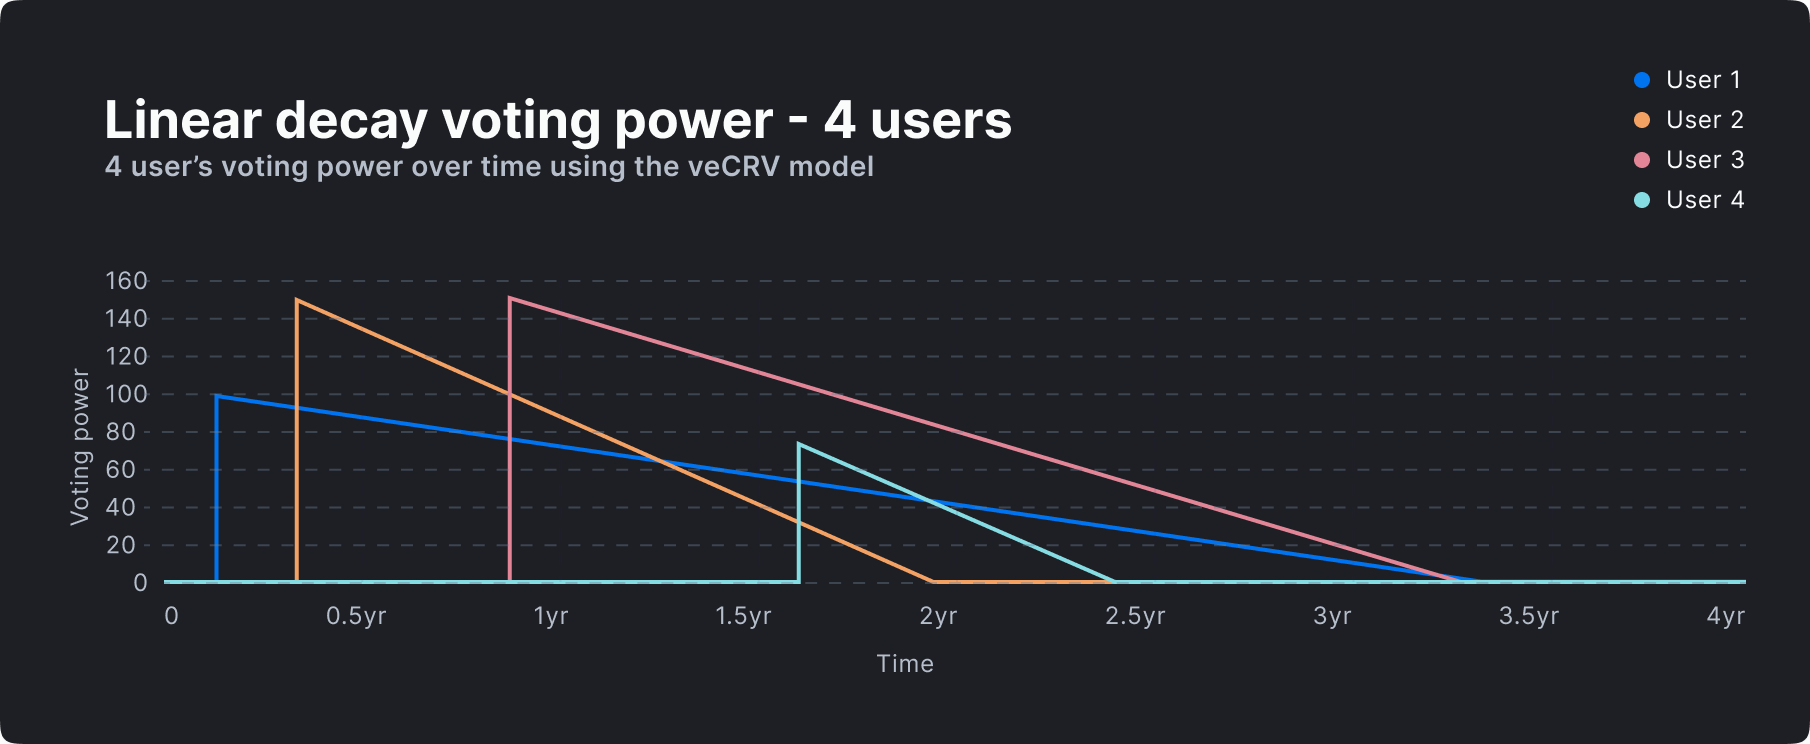 User 1
User 2
User 3
User 4
Linear decay voting power - 4 users
4 user’s voting power over time using the veCRV model
Voting power
160
140
120
100
80
60
40
20
0
0 0.5yr 1yr 1.5yr 2yr 2.5yr 3yr 3.5yr 4yr
Time